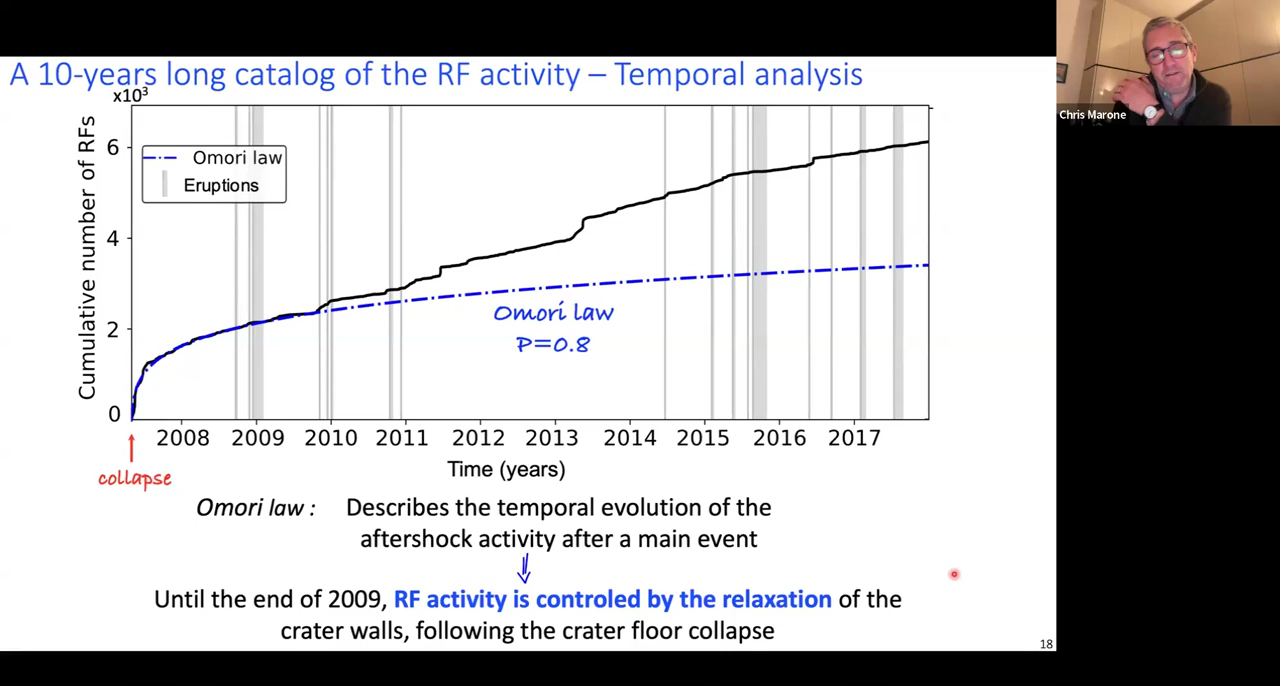 A 10-years long catalog of the RF activity – Temporal analysis
x10³
Cumulative number of RFs
6
4
2
0
Omori law
Eruptions
Omori law
P=0.8
2008 2009 2010 2011 2012 2013 2014 2015 2016 2017
Time (years)
collapse
Omori law : Describes the temporal evolution of the
aftershock activity after a main event
Until the end of 2009, RF activity is controled by the relaxation of the
crater walls, following the crater floor collapse
18
Chris Marone